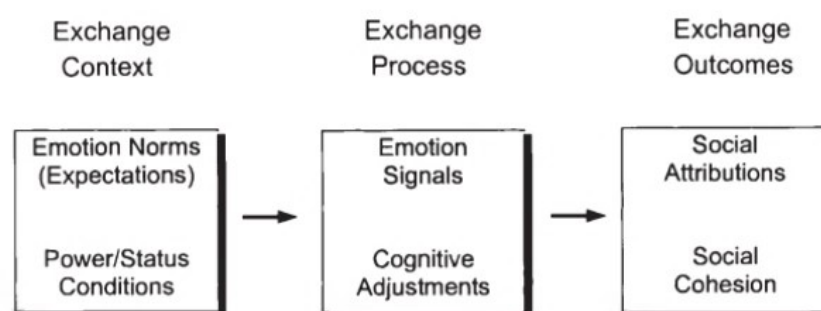 Exchange
Context
Exchange
Process
Exchange
Outcomes
Emotion Norms
(Expectations)
Power/Status
Conditions
Emotion
Signals
Cognitive
Adjustments
Social
Attributions
Social
Cohesion